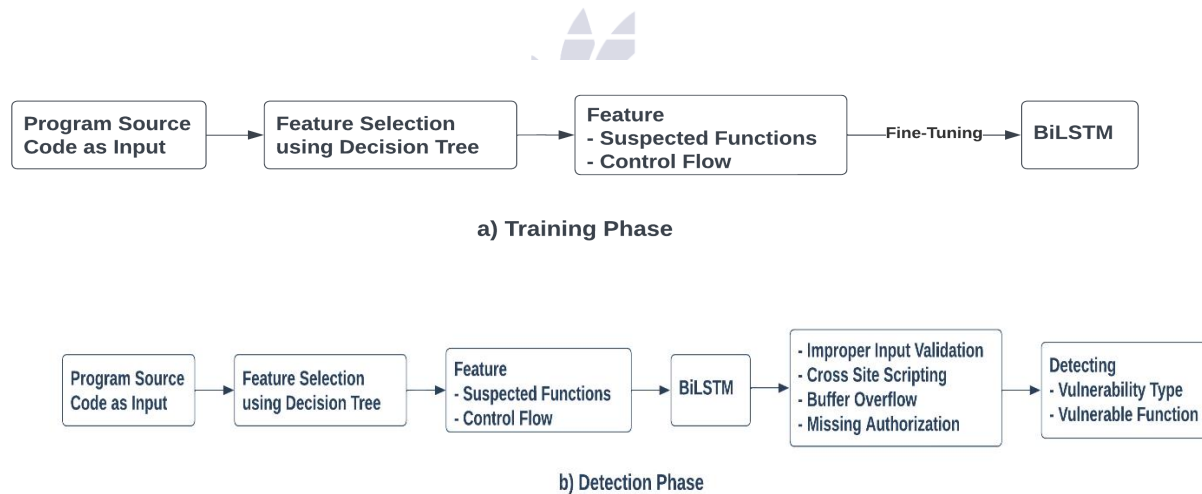 Program Source
Code as Input
Feature Selection
using Decision Tree
Feature
- Suspected Functions
- Control Flow
Fine-Tuning
BiLSTM
a) Training Phase
Program Source
Code as Input
Feature Selection
using Decision Tree
Feature
- Suspected Functions
- Control Flow
BiLSTM
- Improper Input Validation
- Cross Site Scripting
- Buffer Overflow
- Missing Authorization
Detecting
- Vulnerability Type
- Vulnerable Function
b) Detection Phase